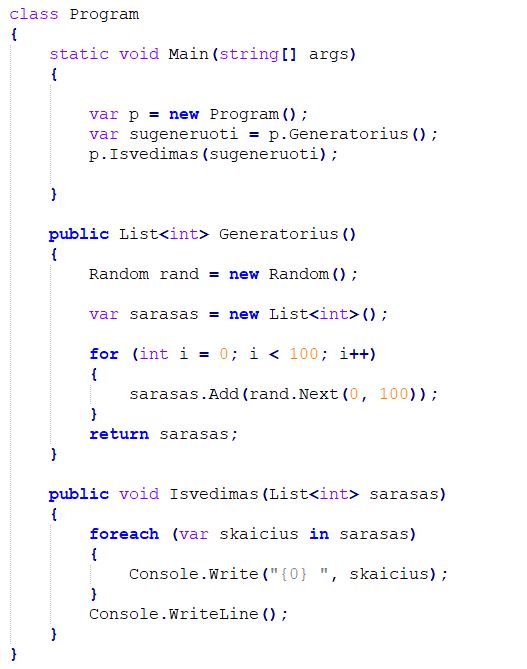 class Program
{
static void Main(string[] args)
{
var p = new Program();
var sugeneruoti = p.Generatorius();
p.Isvedimas(sugeneruoti);
}
public List<int> Generatorius()
{
Random rand = new Random();
var sarasas = new List<int>();
for (int i = 0; i < 100; i++)
{
sarasas.Add(rand.Next(0, 100));
}
return sarasas;
}
public void Isvedimas(List<int> sarasas)
{
foreach (var skaicius in sarasas)
{
Console.Write("{0} ", skaicius);
}
Console.WriteLine();
}
}